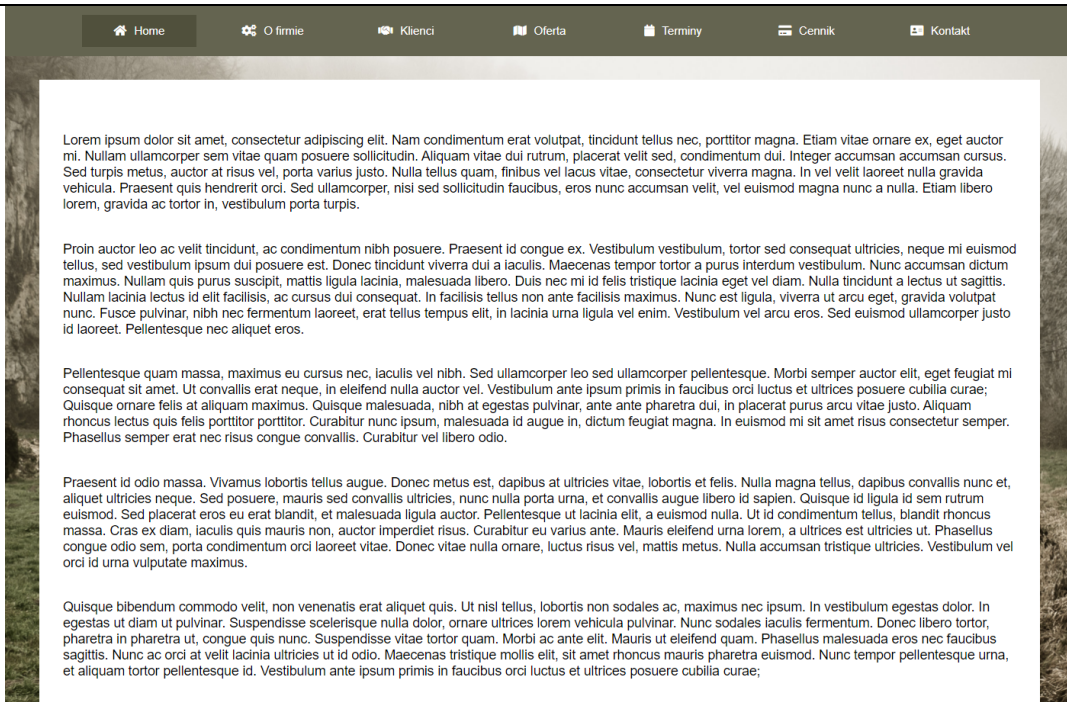 Home O firmie Klienci Oferta Terminy Cennik Kontakt
Lorem ipsum dolor sit amet, consectetur adipiscing elit. Nam condimentum erat volutpat, tincidunt tellus nec, porttitor magna. Etiam vitae ornare ex, eget auctor
mi. Nullam ullamcorper sem vitae quam posuere sollicitudin. Aliquam vitae dui rutrum, placerat velit sed, condimentum dui. Integer accumsan accumsan cursus.
Sed turpis metus, auctor at risus vel, porta varius justo. Nulla tellus quam, finibus vel lacus vitae, consectetur viverra magna. In vel velit laoreet nulla gravida
vehicula. Praesent quis hendrerit orci. Sed ullamcorper, nisi sed sollicitudin faucibus, eros nunc accumsan velit, vel euismod magna nunc a nulla. Etiam libero
lorem, gravida ac tortor in, vestibulum porta turpis.
Proin auctor leo ac velit tincidunt, ac condimentum nibh posuere. Praesent id congue ex. Vestibulum vestibulum, tortor sed consequat ultricies, neque mi euismod
tellus, sed vestibulum ipsum dui posuere est. Donec tincidunt viverra dui a iaculis. Maecenas tempor tortor a purus interdum vestibulum. Nunc accumsan dictum
maximus. Nullam quis purus suscipit, mattis ligula lacinia, malesuada libero. Duis nec mi id felis tristique lacinia eget vel diam. Nulla tincidunt a lectus ut sagittis.
Nullam lacinia lectus id elit facilisis, ac cursus dui consequat. In facilisis tellus non ante facilisis maximus. Nunc est ligula, viverra ut arcu eget, gravida volutpat
nunc. Fusce pulvinar, nibh nec fermentum laoreet, erat tellus tempus elit, in lacinia urna ligula vel enim. Vestibulum vel arcu eros. Sed euismod ullamcorper justo
id laoreet. Pellentesque nec aliquet eros.
Pellentesque quam massa, maximus eu cursus nec, iaculis vel nibh. Sed ullamcorper leo sed ullamcorper pellentesque. Morbi semper auctor elit, eget feugiat mi
consequat sit amet. Ut convallis erat neque, in eleifend nulla auctor vel. Vestibulum ante ipsum primis in faucibus orci luctus et ultrices posuere cubilia curae;
Quisque ornare felis at aliquam maximus. Quisque malesuada, nibh at egestas pulvinar, ante ante pharetra dui, in placerat purus arcu vitae justo. Aliquam
rhoncus lectus quis felis porttitor porttitor. Curabitur nunc ipsum, malesuada id augue in, dictum feugiat magna. In euismod mi sit amet risus consectetur semper.
Phasellus semper erat nec risus congue convallis. Curabitur vel libero odio.
Praesent id odio massa. Vivamus lobortis tellus augue. Donec metus est, dapibus at ultricies vitae, lobortis et felis. Nulla magna tellus, dapibus convallis nunc et,
aliquet ultricies neque. Sed posuere, mauris sed convallis ultricies, nunc nulla porta urna, et convallis augue libero id sapien. Quisque id ligula id sem rutrum
euismod. Sed placerat eros eu erat blandit, et malesuada ligula auctor. Pellentesque ut lacinia elit, a euismod nulla. Ut id condimentum tellus, blandit rhoncus
massa. Cras ex diam, iaculis quis mauris non, auctor imperdiet risus. Curabitur eu varius ante. Mauris eleifend urna lorem, a ultrices est ultricies ut. Phasellus
congue odio sem, porta condimentum orci laoreet vitae. Donec vitae nulla ornare, luctus risus vel, mattis metus. Nulla accumsan tristique ultricies. Vestibulum vel
orci id urna vulputate maximus.
Quisque bibendum commodo velit, non venenatis erat aliquet quis. Ut nisl tellus, lobortis non sodales ac, maximus nec ipsum. In vestibulum egestas dolor. In
egestas ut diam ut pulvinar. Suspendisse scelerisque nulla dolor, ornare ultrices lorem vehicula pulvinar. Nunc sodales iaculis fermentum. Donec libero tortor,
pharetra in pharetra ut, congue quis nunc. Suspendisse vitae tortor quam. Morbi ac ante elit. Mauris ut eleifend quam. Phasellus malesuada eros nec faucibus
sagittis. Nunc ac orci at velit lacinia ultricies ut id odio. Maecenas tristique mollis elit, sit amet rhoncus mauris pharetra euismod. Nunc tempor pellentesque urna,
et aliquam tortor pellentesque id. Vestibulum ante ipsum primis in faucibus orci luctus et ultrices posuere cubilia curae;